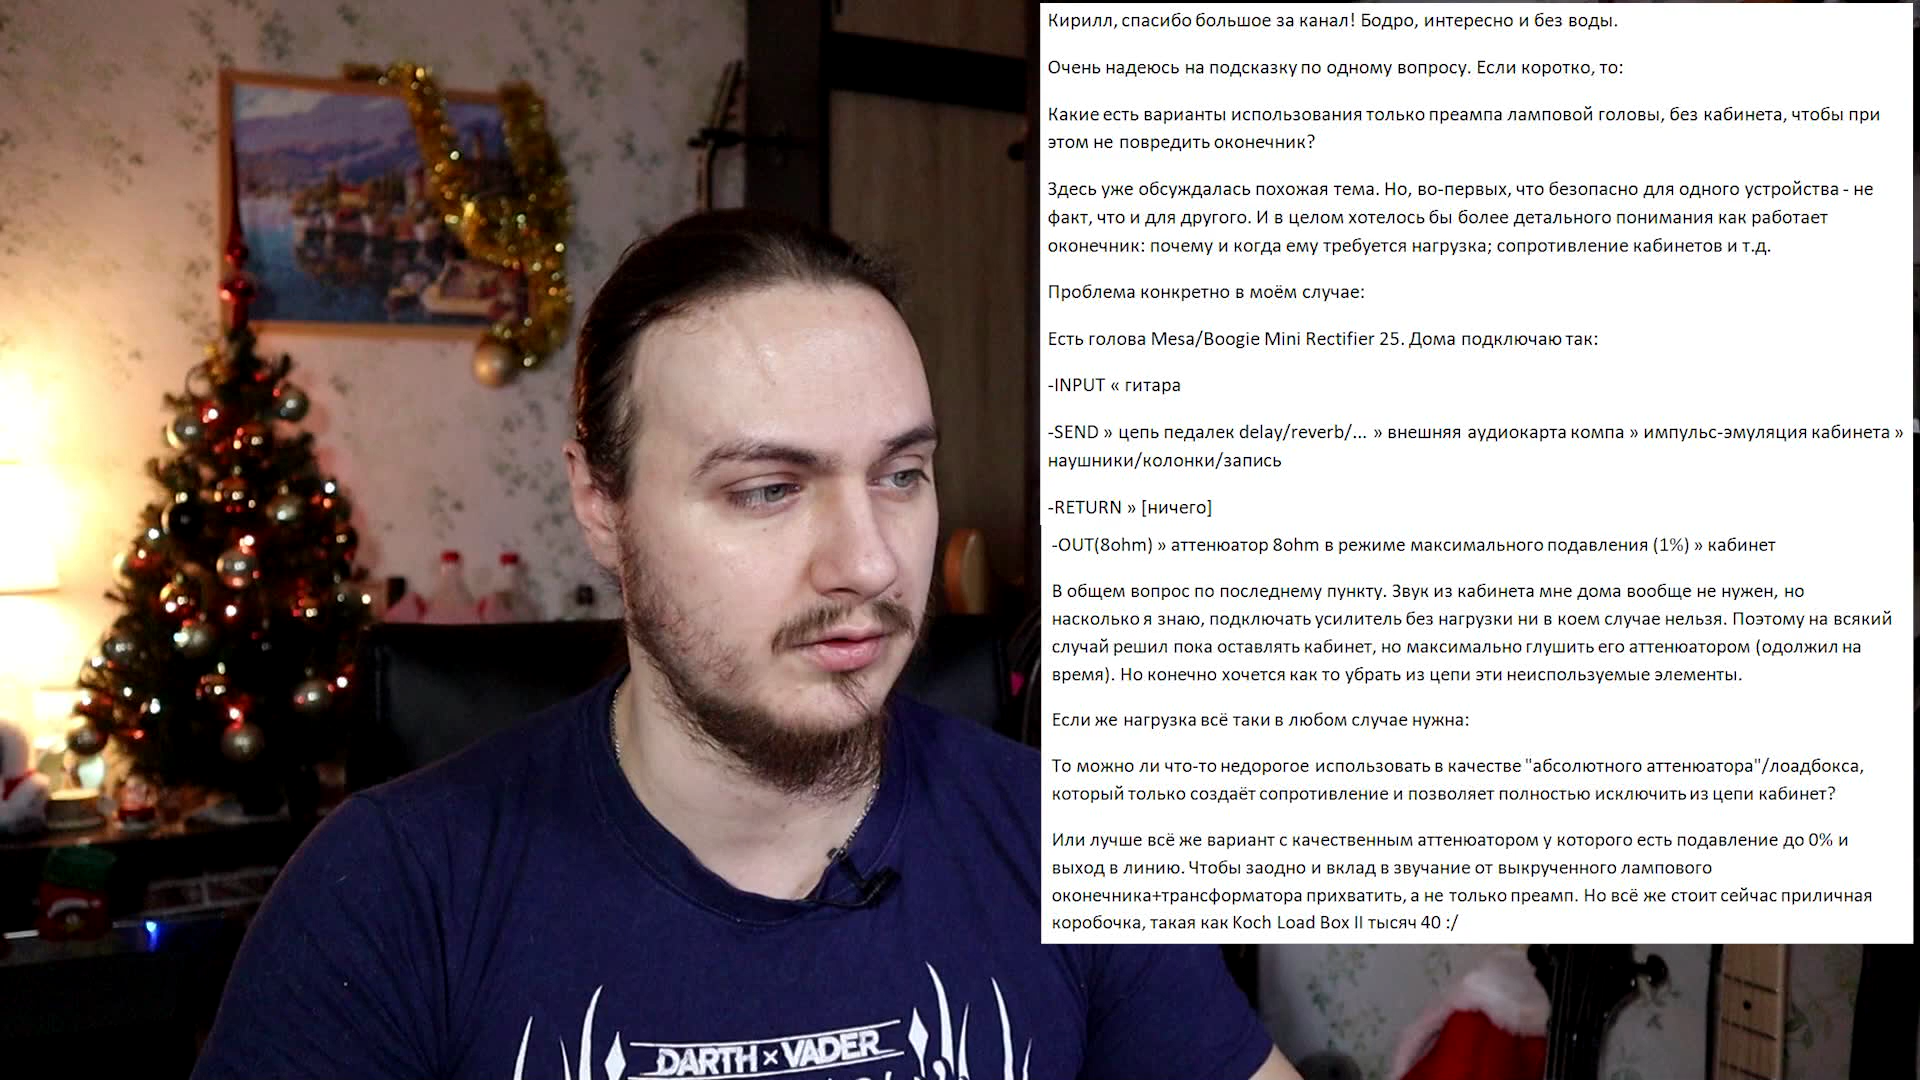 Кирилл, спасибо большое за канал! Бодро, интересно и без воды.
Очень надеюсь на подсказку по одному вопросу. Если коротко, то:
Какие есть варианты использования только преампа ламповой головы, без кабинета, чтобы при
этом не повредить оконечник?
Здесь уже обсуждалась похожая тема. Но, во-первых, что безопасно для одного устройства - не
факт, что и для другого. И в целом хотелось бы более детального понимания как работает
оконечник: почему и когда ему требуется нагрузка; сопротивление кабинетов и т.д.
Проблема конкретно в моём случае:
Есть голова Mesa/Boogie Mini Rectifier 25. Дома подключаю так:
-INPUT « гитара
-SEND » цепь педалек delay/reverb/... » внешняя аудиокарта компа » импульс-эмуляция кабинета »
наушники/колонки/запись
-RETURN » [ничего]
-OUT(8ohm) » аттенюатор 8ohm в режиме максимального подавления (1%) » кабинет
В общем вопрос по последнему пункту. Звук из кабинета мне дома вообще не нужен, но
насколько я знаю, подключать усилитель без нагрузки ни в коем случае нельзя. Поэтому на всякий
случай решил пока оставлять кабинет, но максимально глушить его аттенюатором (одолжил на
время). Но конечно хочется как то убрать из цепи эти неиспользуемые элементы.
Если же нагрузка всё таки в любом случае нужна:
То можно ли что-то недорогое использовать в качестве "абсолютного аттенюатора"/лоадбокса,
который только создаёт сопротивление и позволяет полностью исключить из цепи кабинет?
Или лучше всё же вариант с качественным аттенюатором у которого есть подавление до 0% и
выход в линию. Чтобы заодно и вклад в звучание от выкрученного лампового
оконечника+трансформатора прихватить, а не только преамп. Но всё же стоит сейчас приличная
коробочка, такая как Koch Load Box II тысяч 40 :/
DARTH x VADER